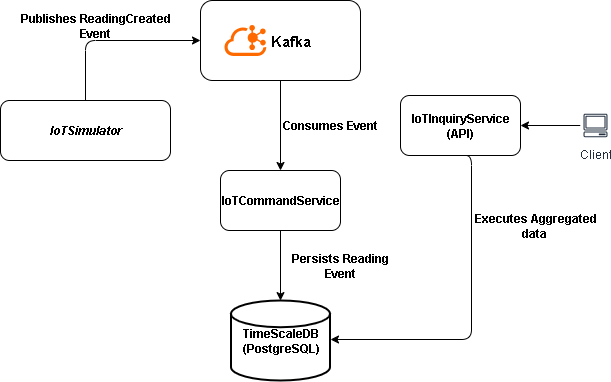 Publishes ReadingCreated
Event
Kafka
IoTSimulator
Consumes Event
IoTInquiryService
(API)
Client
IoTCommandService
Executes Aggregated
data
Persists Reading
Event
TimeScaleDB
(PostgreSQL)